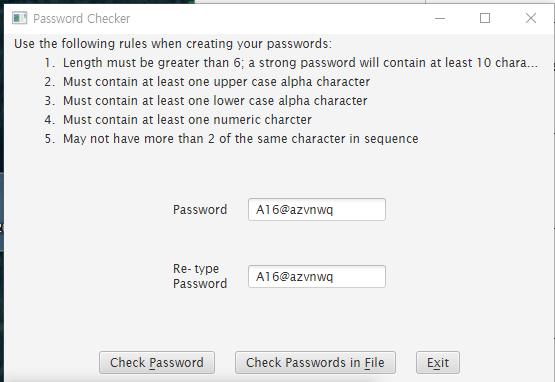 Password Checker
Use the following rules when creating your passwords:
1. Length must be greater than 6; a strong password will contain at least 10 chara...
2. Must contain at least one upper case alpha character
3. Must contain at least one lower case alpha character
4. Must contain at least one numeric charcter
5. May not have more than 2 of the same character in sequence
Password A16@azvnwq
Re- type
Password A16@azvnwq
Check Password Check Passwords in File Exit